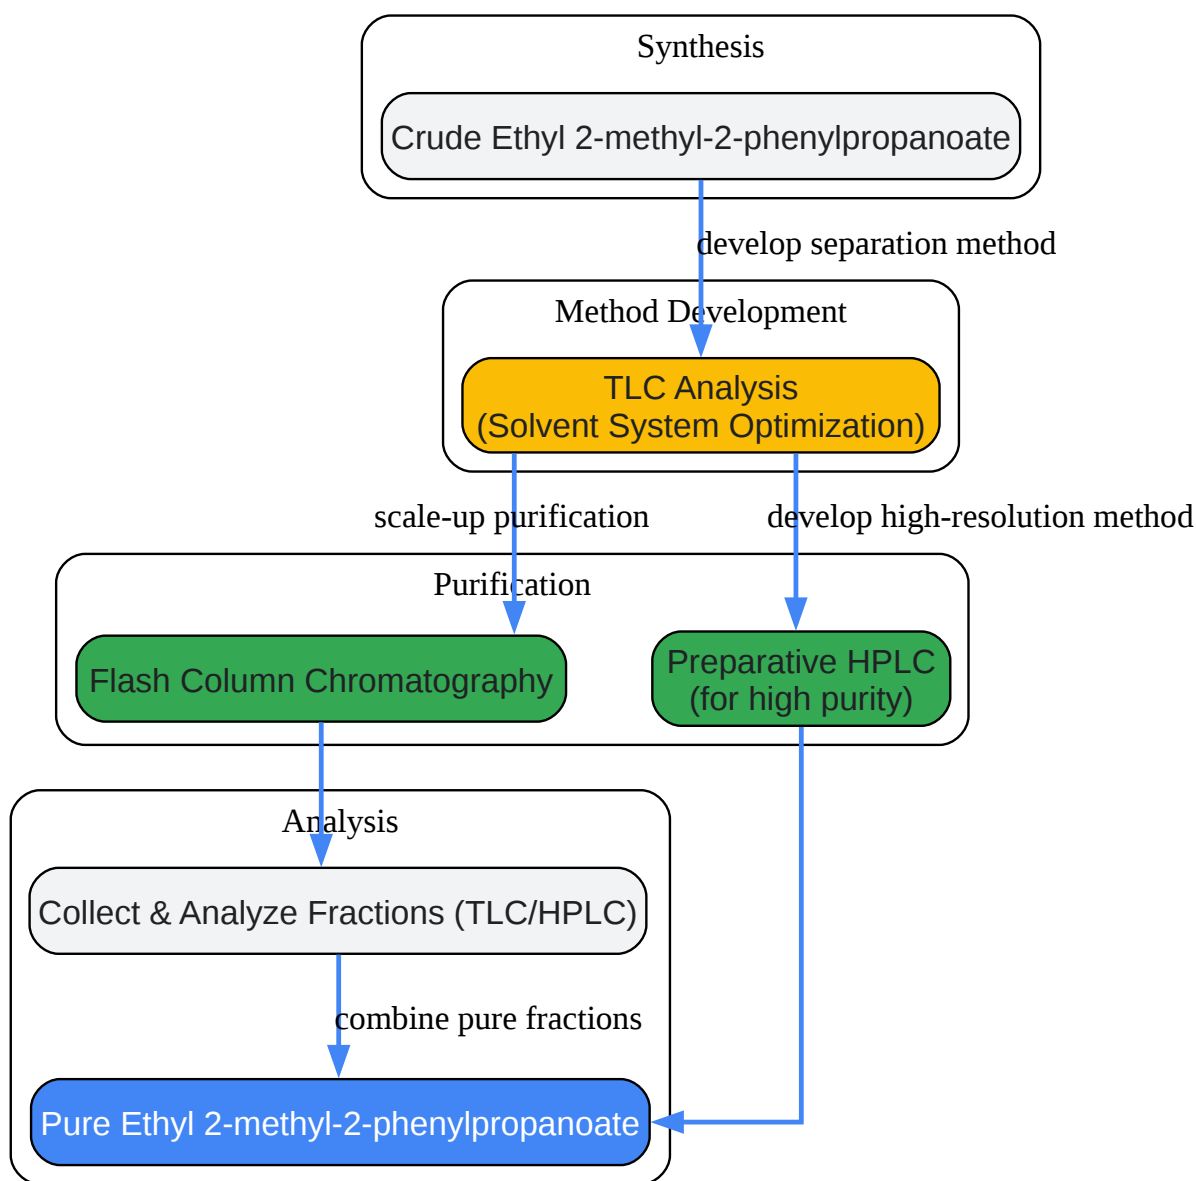 Synthesis
Crude Ethyl 2-methyl-2-phenylpropanoate
develop separation method
Method Development
TLC Analysis
(Solvent System Optimization)
scale-up purification
develop high-resolution method
Purification
Flash Column Chromatography
Preparative HPLC
(for high purity)
Analysis
Collect & Analyze Fractions (TLC/HPLC)
combine pure fractions
Pure Ethyl 2-methyl-2-phenylpropanoate